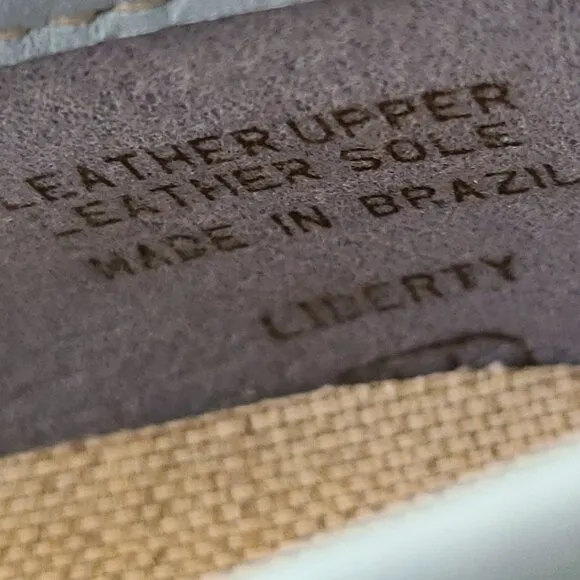 LEATHER UPPER
LEATHER SOLE
MADE IN BRAZIL
LIBERTY